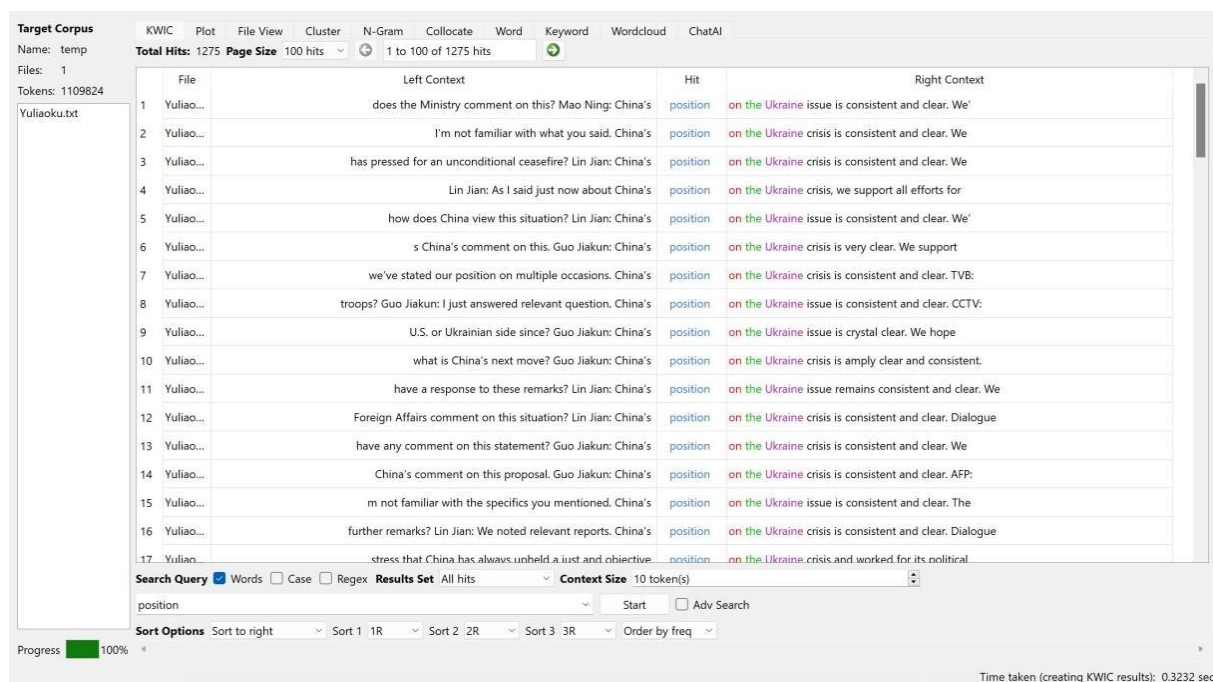 Target Corpus
Name: temp
Files: 1
Tokens: 1109824
Yuliaoku.txt
Progress 100%
KWIC Plot File View Cluster N-Gram Collocate Word Keyword Wordcloud ChatAI
Total Hits: 1275 Page Size 100 hits 1 to 100 of 1275 hits
File Left Context Hit Right Context
1 Yuliao... does the Ministry comment on this? Mao Ning: China's position on the Ukraine issue is consistent and clear. We'
2 Yuliao... I'm not familiar with what you said. China's position on the Ukraine crisis is consistent and clear. We
3 Yuliao... has pressed for an unconditional ceasefire? Lin Jian: China's position on the Ukraine crisis is consistent and clear. We
4 Yuliao... Lin Jian: As I said just now about China's position on the Ukraine crisis, we support all efforts for
5 Yuliao... how does China view this situation? Lin Jian: China's position on the Ukraine issue is consistent and clear. We'
6 Yuliao... s China's comment on this. Guo Jiakun: China's position on the Ukraine crisis is very clear. We support
7 Yuliao... we've stated our position on multiple occasions. China's position on the Ukraine crisis is consistent and clear. TVB:
8 Yuliao... troops? Guo Jiakun: I just answered relevant question. China's position on the Ukraine issue is consistent and clear. CCTV:
9 Yuliao... U.S. or Ukrainian side since? Guo Jiakun: China's position on the Ukraine issue is crystal clear. We hope
10 Yuliao... what is China's next move? Guo Jiakun: China's position on the Ukraine crisis is amply clear and consistent.
11 Yuliao... have a response to these remarks? Lin Jian: China's position on the Ukraine issue remains consistent and clear. We
12 Yuliao... Foreign Affairs comment on this situation? Lin Jian: China's position on the Ukraine crisis is consistent and clear. Dialogue
13 Yuliao... have any comment on this statement? Guo Jiakun: China's position on the Ukraine crisis is consistent and clear. We
14 Yuliao... China's comment on this proposal. Guo Jiakun: China's position on the Ukraine crisis is consistent and clear. AFP:
15 Yuliao... m not familiar with the specifics you mentioned. China's position on the Ukraine issue is consistent and clear. The
16 Yuliao... further remarks? Lin Jian: We noted relevant reports. China's position on the Ukraine crisis is consistent and clear. Dialogue
17 Yuliao... stress that China has always upheld a just and objective position on the Ukraine crisis and worked for its political
Search Query Words Case Regex Results Set All hits Context Size 10 token(s)
position Start Adv Search
Sort Options Sort to right Sort 1 1R Sort 2 2R Sort 3 3R Order by freq
Time taken (creating KWIC results): 0.3232 sec